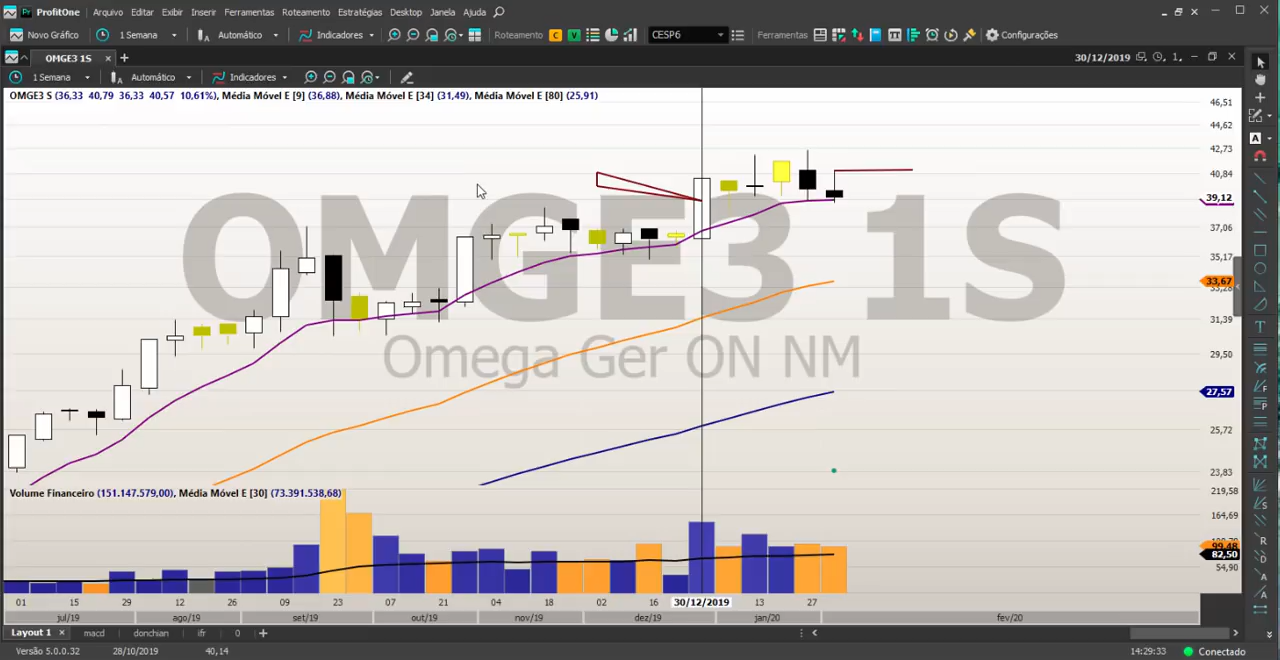 ProfitOne Arquivo Editar Exibir Inserir Ferramentas Roteamento Estratégias Desktop Janela Ajuda
Novo Gráfico 1 Semana Automático Indicadores Roteamento C V CESP6 Ferramentas Configurações
OMGE3 1S × + 30/12/2019 1,
1 Semana Automático Indicadores
OMGE3 S (36,33 40,79 36,33 40,57 10,61%), Média Móvel E [9] (36,88), Média Móvel E [34] (31,49), Média Móvel E [80] (25,91)
46,51
44,62
42,73
40,84
39,12
37,06
35,17
33,67
31,39
29,50
27,57
25,72
23,83
OMGE3 1S
Omega Ger ON NM
Volume Financeiro (151.147.579,00), Média Móvel E [30] (73.391.538,68)
219,58
164,69
99,48
82,50
54,90
01 15 29 12 26 09 23 07 21 04 18 02 16 30/12/2019 13 27
jul/19 ago/19 set/19 out/19 nov/19 dez/19 jan/20 fev/20
Layout 1 × macd donchian ifr 0 +
Versão 5.0.0.32 28/10/2019 40,14 14:29:33 Conectado